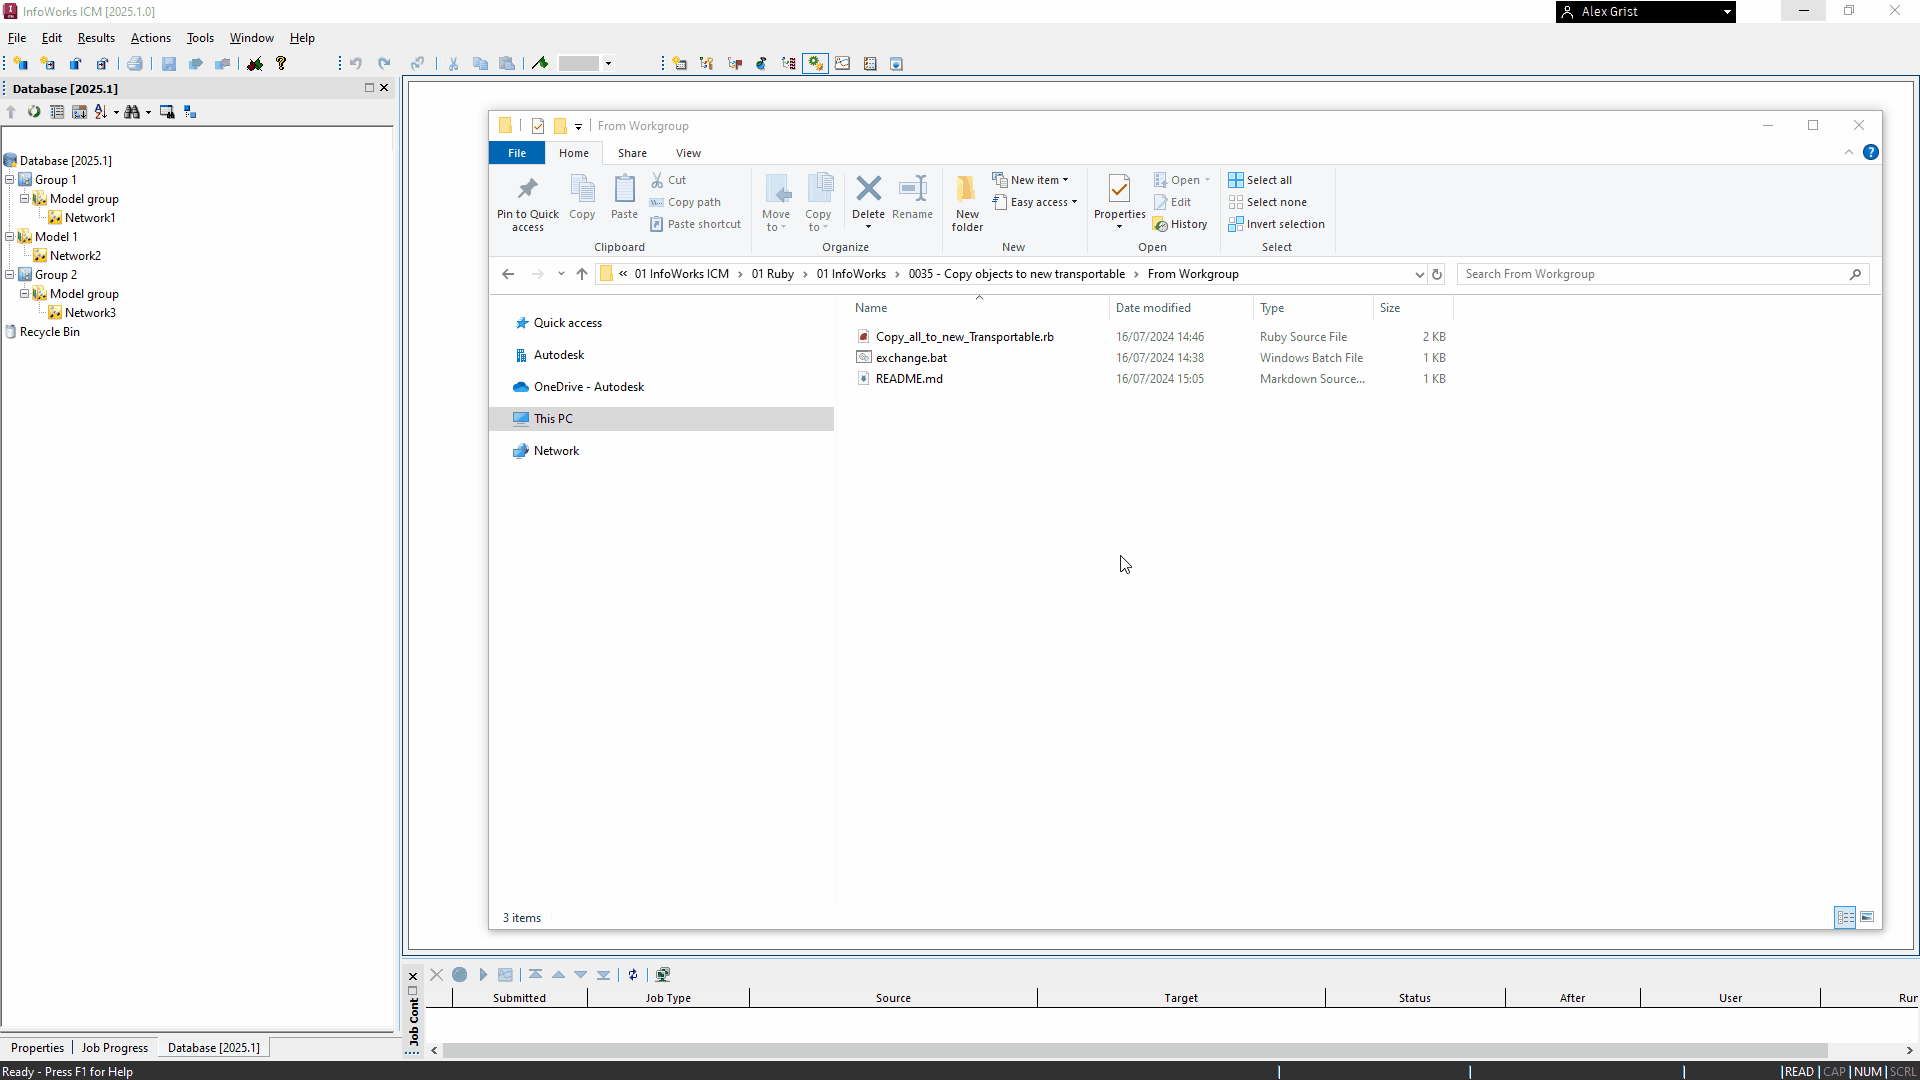 InfoWorks ICM [2025.1.0]
Alex Grist
File Edit Results Actions Tools Window Help
Database [2025.1]
Database [2025.1]
Group 1
Model group
Network1
Model 1
Network2
Group 2
Model group
Network3
Recycle Bin
From Workgroup
File Home Share View
Pin to Quick access
Copy
Paste
Cut
Copy path
Paste shortcut
Clipboard
Move to
Copy to
Delete
Rename
Organize
New folder
New item
Easy access
New
Properties
Open
Edit
History
Open
Select all
Select none
Invert selection
Select
« 01 InfoWorks ICM > 01 Ruby > 01 InfoWorks > 0035 - Copy objects to new transportable > From Workgroup
Search From Workgroup
Quick access
Autodesk
OneDrive - Autodesk
This PC
Network
Name Date modified Type Size
Copy_all_to_new_Transportable.rb 16/07/2024 14:46 Ruby Source File 2 KB
exchange.bat 16/07/2024 14:38 Windows Batch File 1 KB
README.md 16/07/2024 15:05 Markdown Source... 1 KB
3 items
Job Cont
Submitted Job Type Source Target Status After User Rur
Properties Job Progress Database [2025.1]
Ready - Press F1 for Help
READ CAP NUM SCRL